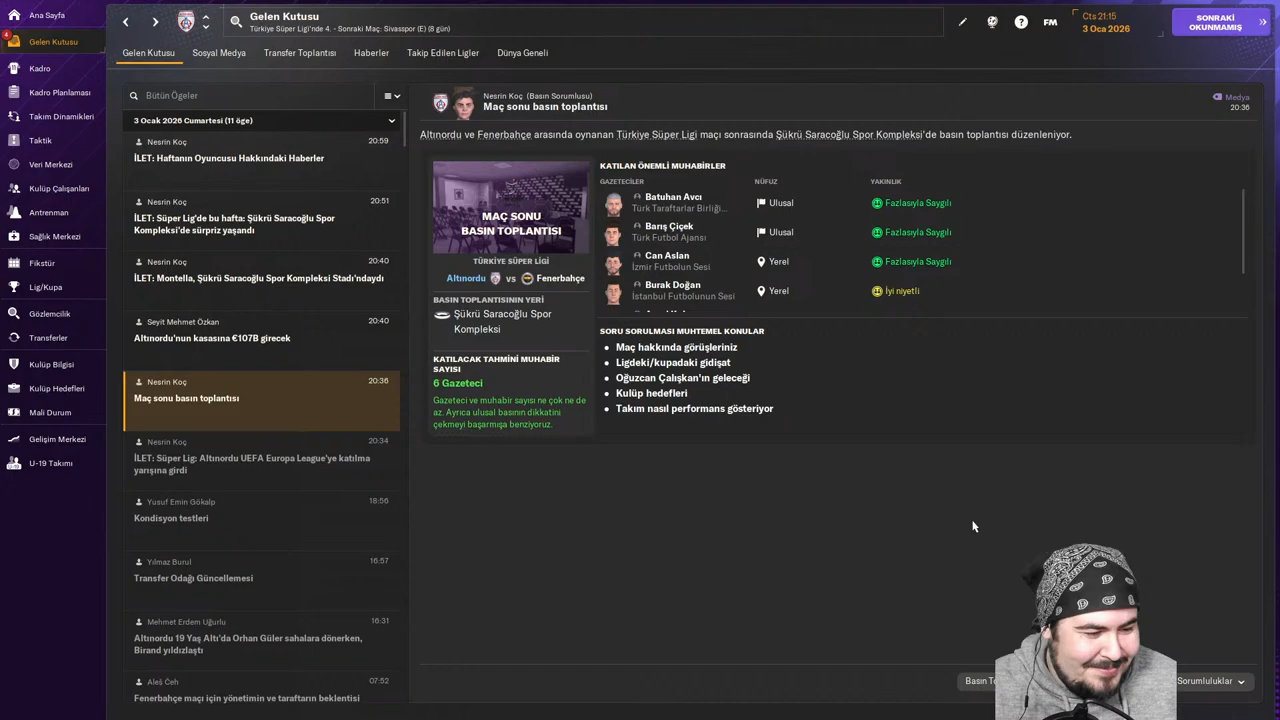 Ana Sayfa
4
Gelen Kutusu
Kadro
Kadro Planlaması
Takım Dinamikleri
Taktik
Veri Merkezi
Kulüp Çalışanları
Antrenman
Sağlık Merkezi
Fikstür
Lig/Kupa
Gözlemcilik
Transferler
Kulüp Bilgisi
Kulüp Hedefleri
Mali Durum
Gelişim Merkezi
U-19 Takımı
Gelen Kutusu
Türkiye Süper Ligi'nde 4. - Sonraki Maç: Sivasspor (E) (8 gün)
FM
Cts 21:15
3 Oca 2026
SONRAKİ
OKUNMAMIŞ
Gelen Kutusu
Sosyal Medya
Transfer Toplantısı
Haberler
Takip Edilen Ligler
Dünya Geneli
Bütün Ögeler
3 Ocak 2026 Cumartesi (11 öge)
Nesrin Koç 20:59
İLET: Haftanın Oyuncusu Hakkındaki Haberler
Nesrin Koç 20:51
İLET: Süper Lig'de bu hafta: Şükrü Saracoğlu Spor
Kompleksi'de sürpriz yaşandı
Nesrin Koç 20:40
İLET: Montella, Şükrü Saracoğlu Spor Kompleksi Stadı'ndaydı
Seyit Mehmet Özkan 20:40
Altınordu'nun kasasına €107B girecek
Nesrin Koç 20:36
Maç sonu basın toplantısı
Nesrin Koç 20:34
İLET: Süper Lig: Altınordu UEFA Europa League'ye katılma
yarışına girdi
Yusuf Emin Gökalp 18:56
Kondisyon testleri
Yılmaz Burul 16:57
Transfer Odağı Güncellemesi
Mehmet Erdem Uğurlu 16:31
Altınordu 19 Yaş Altı'da Orhan Güler sahalara dönerken,
Birand yıldızlaştı
Aleš Čeh 07:52
Fenerbahçe maçı için yönetimin ve taraftarın beklentisi
Nesrin Koç (Basın Sorumlusu)
Maç sonu basın toplantısı
Medya
20:36
Altınordu ve Fenerbahçe arasında oynanan Türkiye Süper Ligi maçı sonrasında Şükrü Saracoğlu Spor Kompleksi'de basın toplantısı düzenleniyor.
MAÇ SONU
BASIN TOPLANTISI
TÜRKİYE SÜPER LİGİ
Altınordu vs Fenerbahçe
BASIN TOPLANTISININ YERİ
Şükrü Saracoğlu Spor
Kompleksi
KATILACAK TAHMİNİ MUHABİR
SAYISI
6 Gazeteci
Gazeteci ve muhabir sayısı ne çok ne de
az. Ayrıca ulusal basının dikkatini
çekmeyi başarmışa benziyoruz.
KATILAN ÖNEMLİ MUHABİRLER
GAZETECİLER NÜFUZ YAKINLIK
Batuhan Avcı
Türk Taraftarlar Birliği...
Ulusal
Fazlasıyla Saygılı
Barış Çiçek
Türk Futbol Ajansı
Ulusal
Fazlasıyla Saygılı
Can Aslan
İzmir Futbolun Sesi
Yerel
Fazlasıyla Saygılı
Burak Doğan
İstanbul Futbolunun Sesi
Yerel
İyi niyetli
SORU SORULMASI MUHTEMEL KONULAR
• Maç hakkında görüşleriniz
• Ligdeki/kupadaki gidişat
• Oğuzcan Çalışkan'ın geleceği
• Kulüp hedefleri
• Takım nasıl performans gösteriyor
Basın
Sorumluluklar